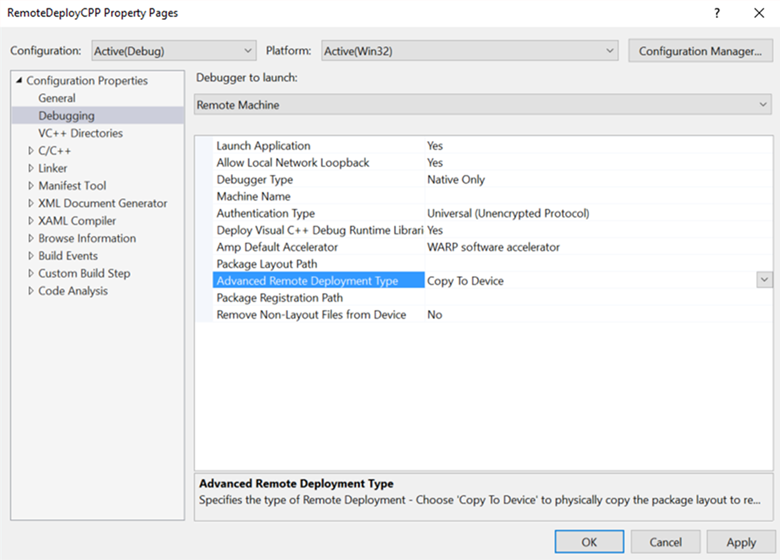 RemoteDeployCPP Property Pages
Configuration: Active(Debug) Platform: Active(Win32) Configuration Manager...
Configuration Properties
General
Debugging
VC++ Directories
C/C++
Linker
Manifest Tool
XML Document Generator
XAML Compiler
Browse Information
Build Events
Custom Build Step
Code Analysis
Debugger to launch:
Remote Machine
Launch Application Yes
Allow Local Network Loopback Yes
Debugger Type Native Only
Machine Name
Authentication Type Universal (Unencrypted Protocol)
Deploy Visual C++ Debug Runtime Librari Yes
Amp Default Accelerator WARP software accelerator
Package Layout Path
Advanced Remote Deployment Type Copy To Device
Package Registration Path
Remove Non-Layout Files from Device No
Advanced Remote Deployment Type
Specifies the type of Remote Deployment - Choose 'Copy To Device' to physically copy the package layout to re...
OK Cancel Apply